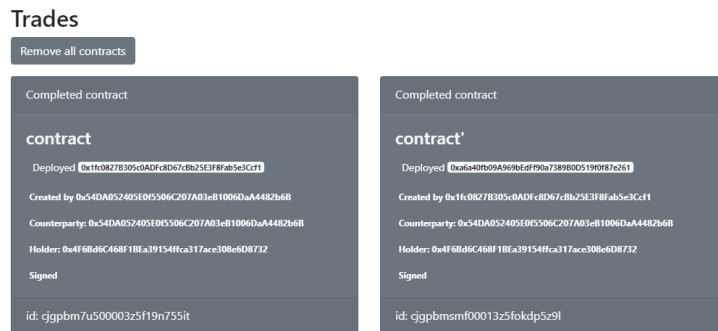 Trades
Remove all contracts
Completed contract
contract
Deployed 0x1fc0827B305c0ADFc8D67cBb25E3F8Fab5e3Ccf1
Created by 0x54DA052405E0f5506C207A03eB1006DaA4482b6B
Counterparty: 0x54DA052405E0f5506C207A03eB1006DaA4482b6B
Holder: 0x4F6Bd6C468F1BEa39154ffca317ace308e6D8732
Signed
id: cjgpbm7u500003z5f19n755it
Completed contract
contract'
Deployed 0xa6a40fb09A969bEdFf90a7389B0D519f0f87e261
Created by 0x1fc0827B305c0ADFc8D67cBb25E3F8Fab5e3Ccf1
Counterparty: 0x54DA052405E0f5506C207A03eB1006DaA4482b6B
Holder: 0x4F6Bd6C468F1BEa39154ffca317ace308e6D8732
Signed
id: cjgpbmsmf00013z5fokdp5z9l